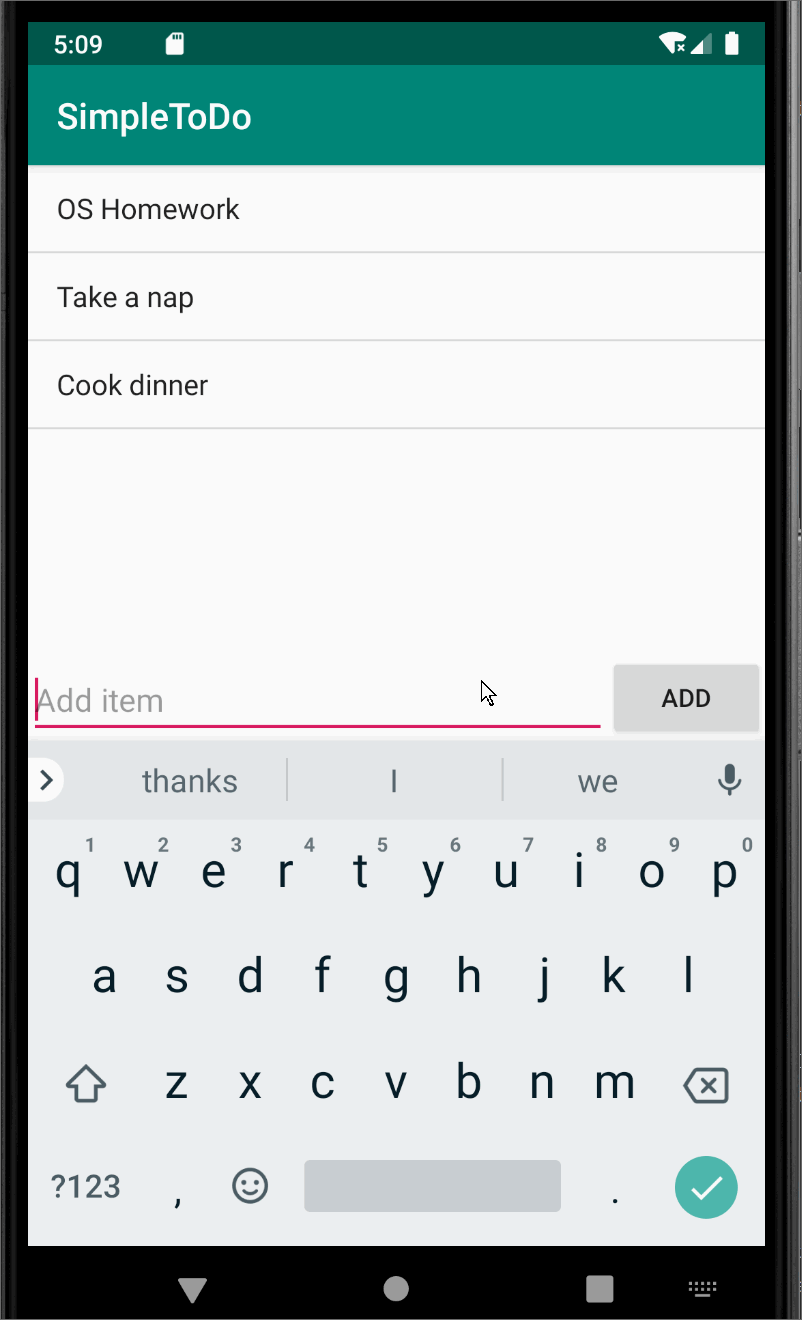 5:09
SimpleToDo
OS Homework
Take a nap
Cook dinner
Add item ADD
thanks I we
1 2 3 4 5 6 7 8 9 0
q w e r t y u i o p
a s d f g h j k l
z x c v b n m
?123 , .